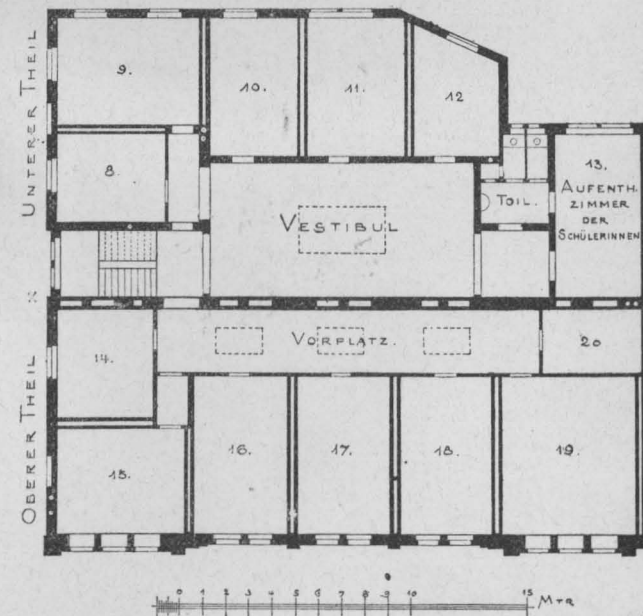 UNTERER THEIL
9.
10.
11.
12
8.
13.
AUFENTH.
ZIMMER
DER
SCHÜLERINNEN
TOIL.
VESTIBUL
OBERER THEIL
14.
VORPLATZ.
20
15.
16.
17.
18.
19.
0 1 2 3 4 5 6 7 8 9 10 15 MTR